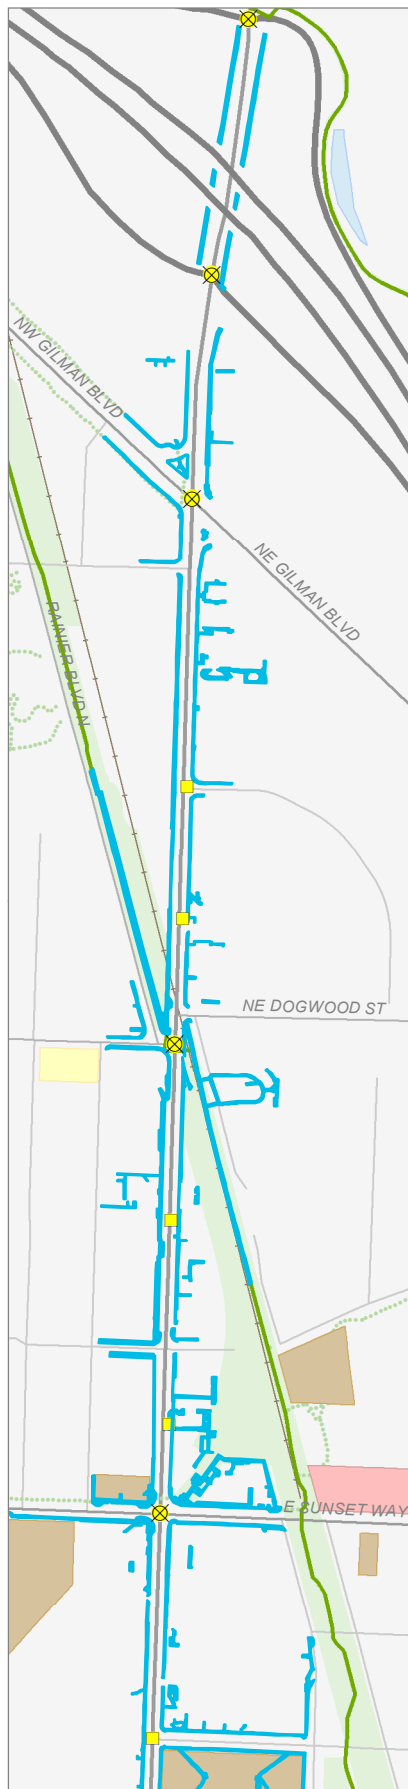 NW GILMAN BLVD
NE GILMAN BLVD
RAINIER BLVD N
NE DOGWOOD ST
E SUNSET WAY